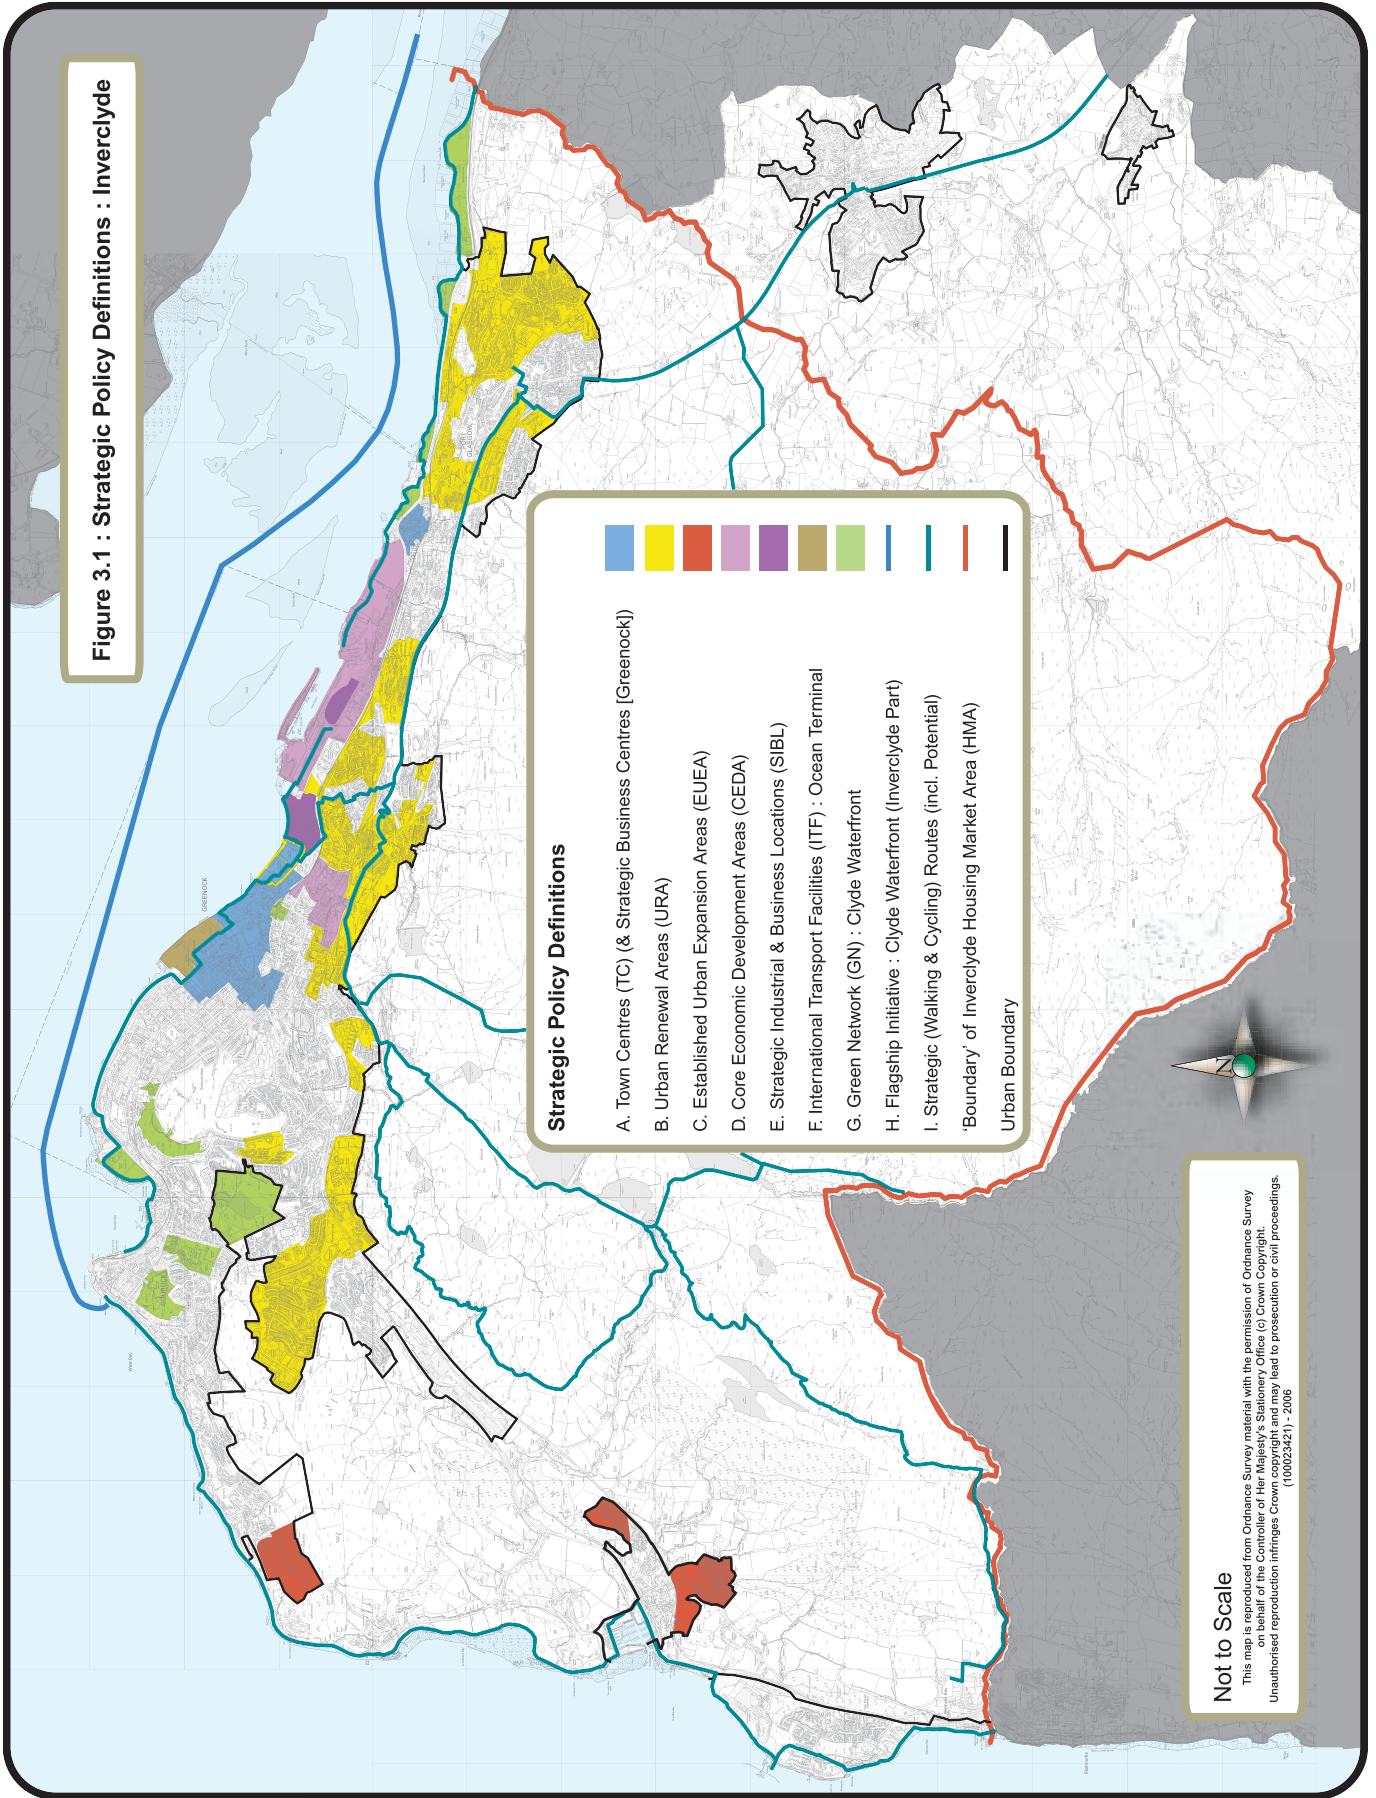 Figure 3.1 : Strategic Policy Definitions : Inverclyde
GREENOCK
PORT
GLASGOW
Strategic Policy Definitions
A. Town Centres (TC) (& Strategic Business Centres [Greenock])
B. Urban Renewal Areas (URA)
C. Established Urban Expansion Areas (EUEA)
D. Core Economic Development Areas (CEDA)
E. Strategic Industrial & Business Locations (SIBL)
F. International Transport Facilities (ITF) : Ocean Terminal
G. Green Network (GN) : Clyde Waterfront
H. Flagship Initiative : Clyde Waterfront (Inverclyde Part)
I. Strategic (Walking & Cycling) Routes (incl. Potential)
'Boundary' of Inverclyde Housing Market Area (HMA)
Urban Boundary
N
Not to Scale
This map is reproduced from Ordnance Survey material with the permission of Ordnance Survey
on behalf of the Controller of Her Majesty's Stationery Office (c) Crown Copyright.
Unauthorised reproduction infringes Crown copyright and may lead to prosecution or civil proceedings.
(100023421) - 2006